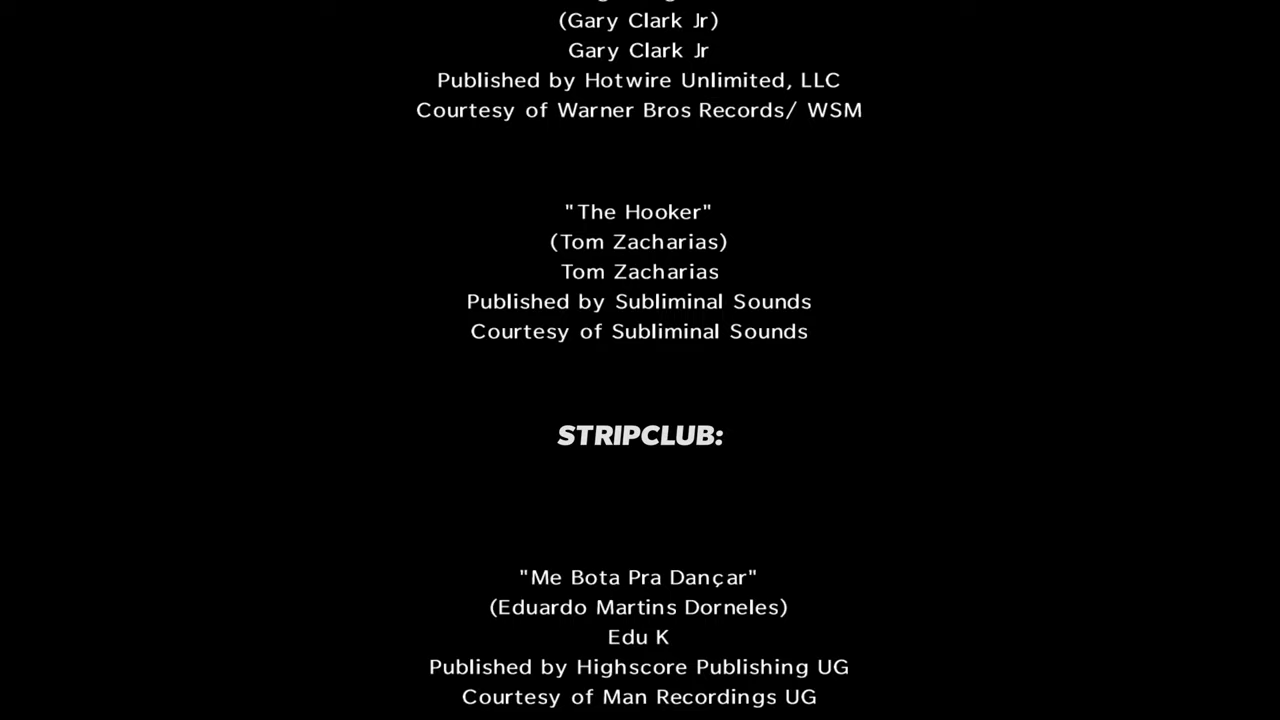 (Gary Clark Jr)
Gary Clark Jr
Published by Hotwire Unlimited, LLC
Courtesy of Warner Bros Records/ WSM
"The Hooker"
(Tom Zacharias)
Tom Zacharias
Published by Subliminal Sounds
Courtesy of Subliminal Sounds
STRIPCLUB:
"Me Bota Pra Dançar"
(Eduardo Martins Dorneles)
Edu K
Published by Highscore Publishing UG
Courtesy of Man Recordings UG